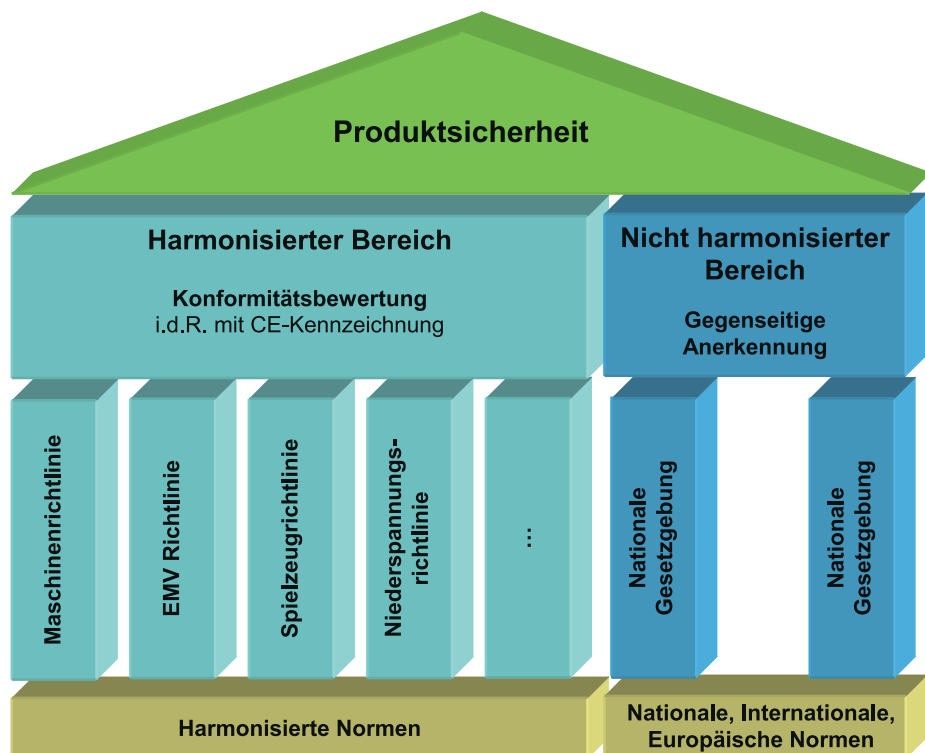 Produktsicherheit
Harmonisierter Bereich
Konformitätsbewertung
i.d.R. mit CE-Kennzeichnung
Nicht harmonisierter
Bereich
Gegenseitige
Anerkennung
Maschinenrichtlinie
EMV Richtlinie
Spielzeugrichtlinie
Niederspannungs-
richtlinie
...
Nationale
Gesetzgebung
Nationale
Gesetzgebung
Harmonisierte Normen
Nationale, Internationale,
Europäische Normen